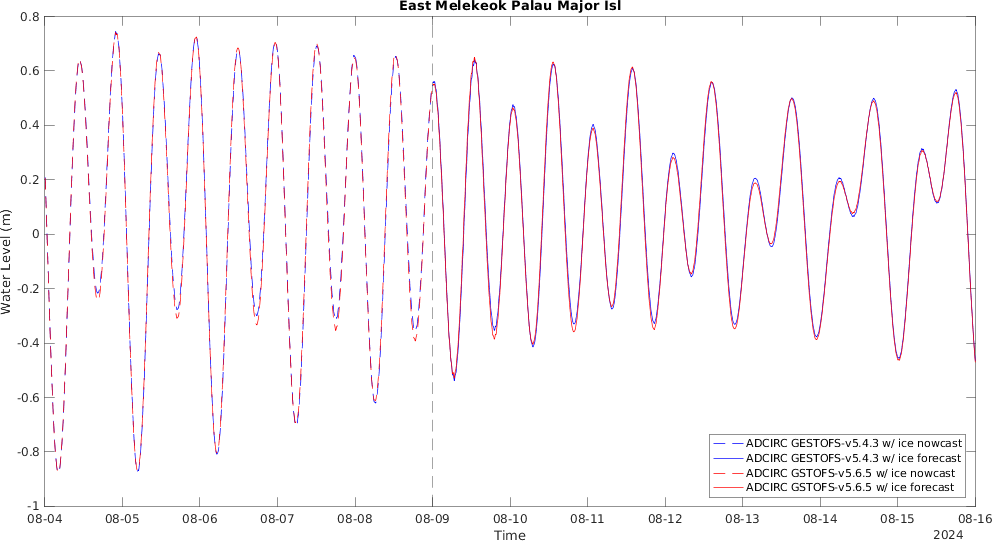 East Melekeok Palau Major Isl
0.8
0.6
0.4
0.2
0
-0.2
-0.4
-0.6
-0.8
-1
Water Level (m)
ADCIRC GESTOFS-v5.4.3 w/ ice nowcast
ADCIRC GESTOFS-v5.4.3 w/ ice forecast
ADCIRC GSTOFS-v5.6.5 w/ ice nowcast
ADCIRC GSTOFS-v5.6.5 w/ ice forecast
08-04 08-05 08-06 08-07 08-08 08-09 08-10 08-11 08-12 08-13 08-14 08-15 08-16
Time
2024